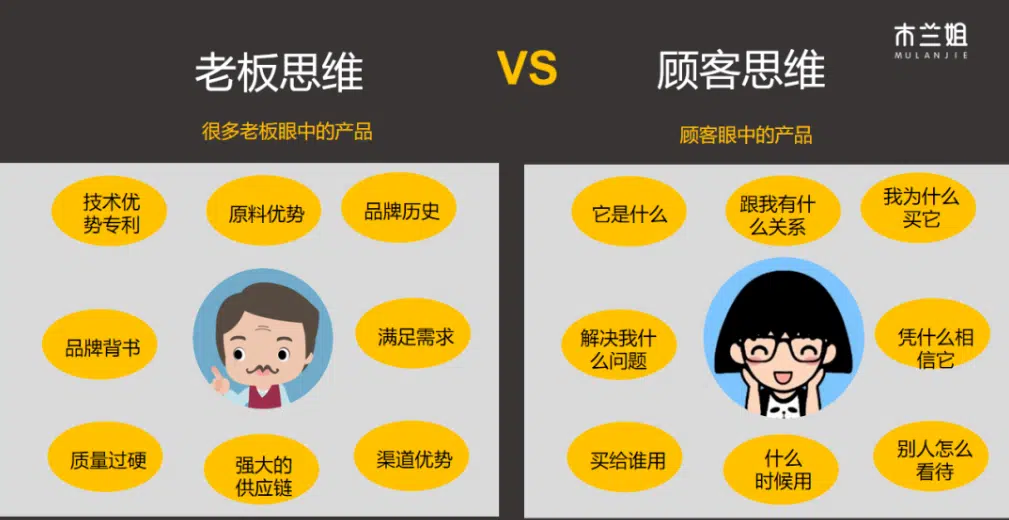 木兰姐
MULANJIE
老板思维
VS
顾客思维
很多老板眼中的产品
顾客眼中的产品
技术优
势专利
原料优势
品牌历史
品牌背书
满足需求
质量过硬
强大的
供应链
渠道优势
它是什么
跟我有什
么关系
我为什么
买它
解决我什
么问题
凭什么相
信它
买给谁用
什么
时候用
别人怎么
看待